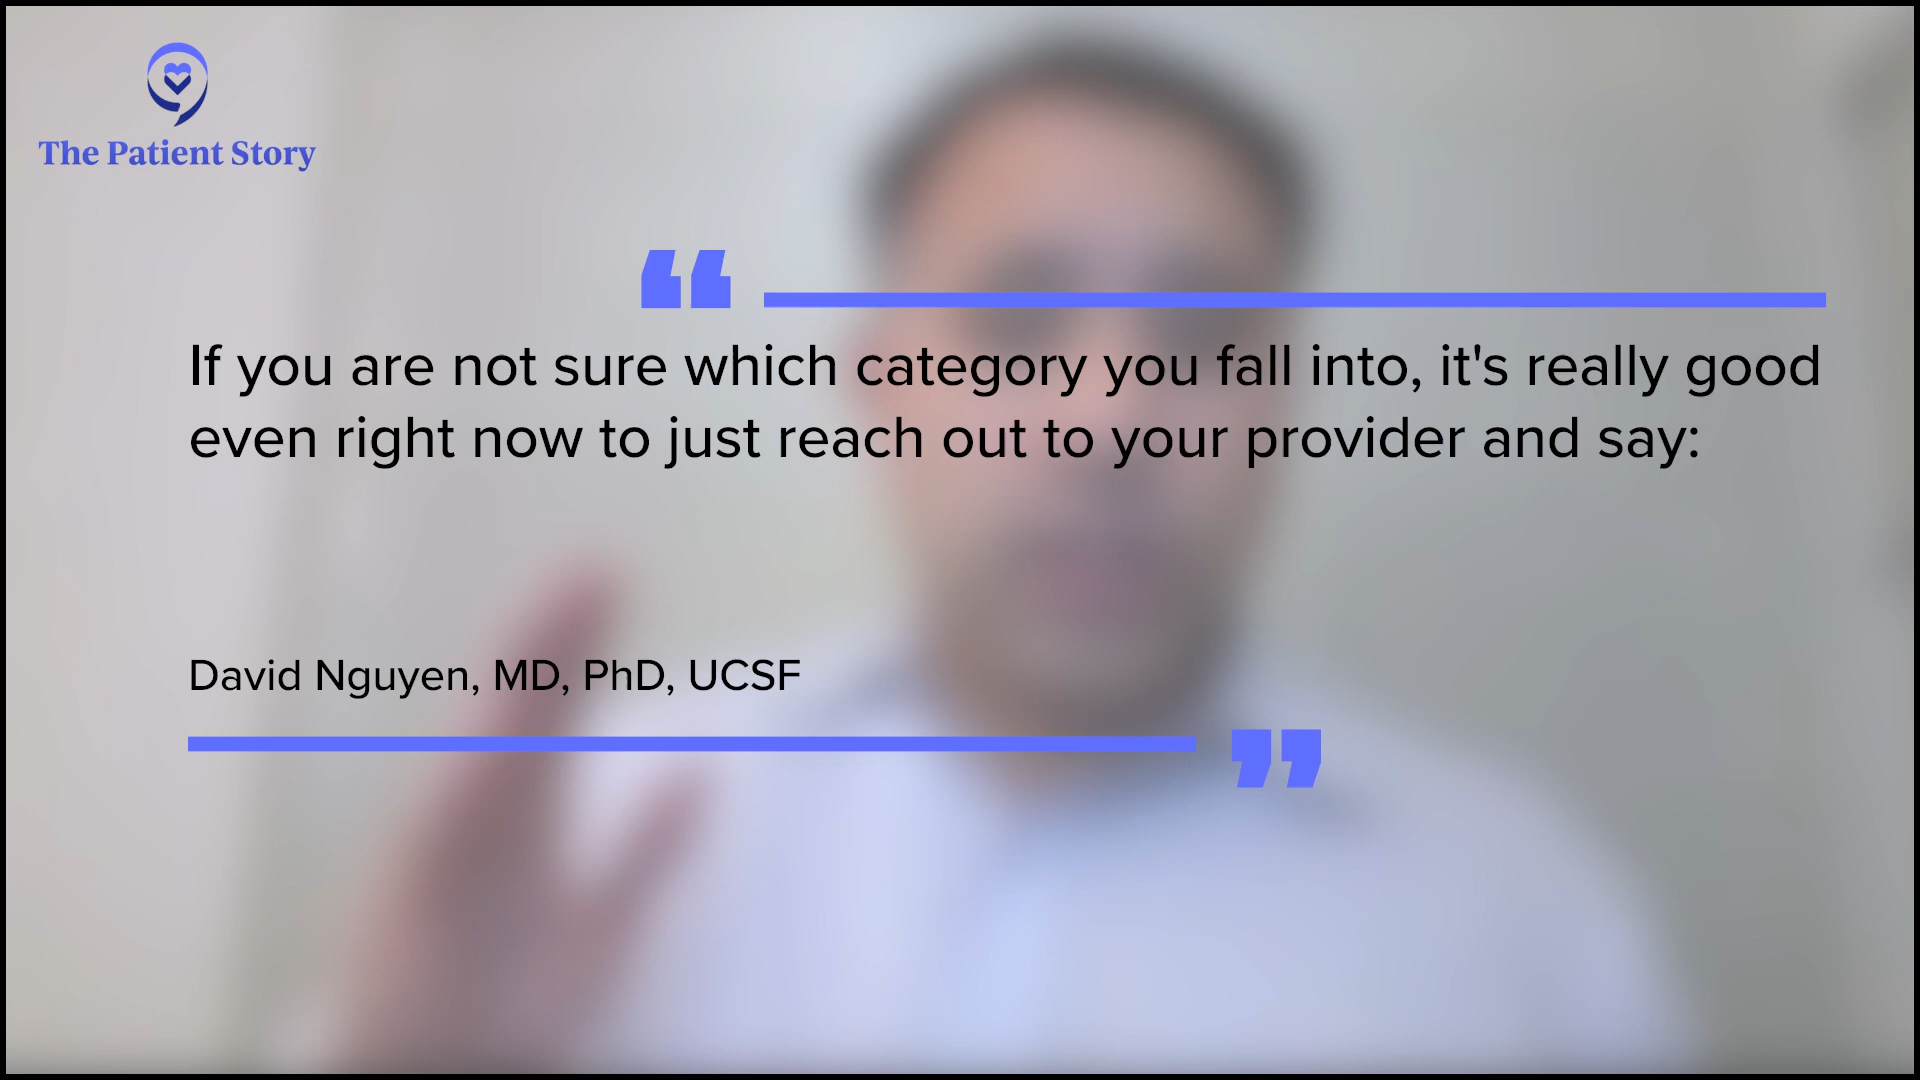 The Patient Story
“
If you are not sure which category you fall into, it's really good
even right now to just reach out to your provider and say:
David Nguyen, MD, PhD, UCSF
”